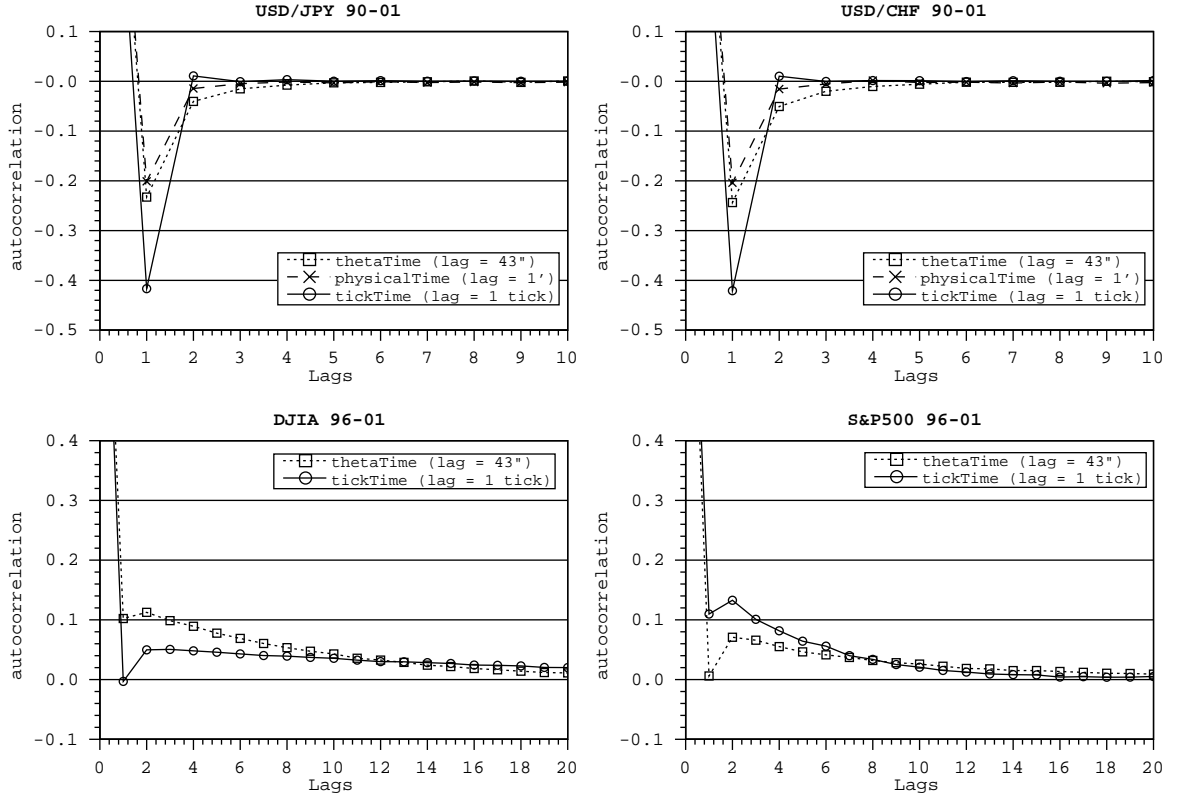 USD/JPY 90-01
0.1
-0.0
-0.1
-0.2
-0.3
-0.4
-0.5
autocorrelation
thetaTime (lag = 43")
physicalTime (lag = 1’)
tickTime (lag = 1 tick)
0 1 2 3 4 5 6 7 8 9 10
Lags
USD/CHF 90-01
0.1
-0.0
-0.1
-0.2
-0.3
-0.4
-0.5
autocorrelation
thetaTime (lag = 43")
physicalTime (lag = 1’)
tickTime (lag = 1 tick)
0 1 2 3 4 5 6 7 8 9 10
Lags
DJIA 96-01
0.4
0.3
0.2
0.1
0.0
-0.1
autocorrelation
thetaTime (lag = 43")
tickTime (lag = 1 tick)
0 2 4 6 8 10 12 14 16 18 20
Lags
S&P500 96-01
0.4
0.3
0.2
0.1
0.0
-0.1
autocorrelation
thetaTime (lag = 43")
tickTime (lag = 1 tick)
0 2 4 6 8 10 12 14 16 18 20
Lags